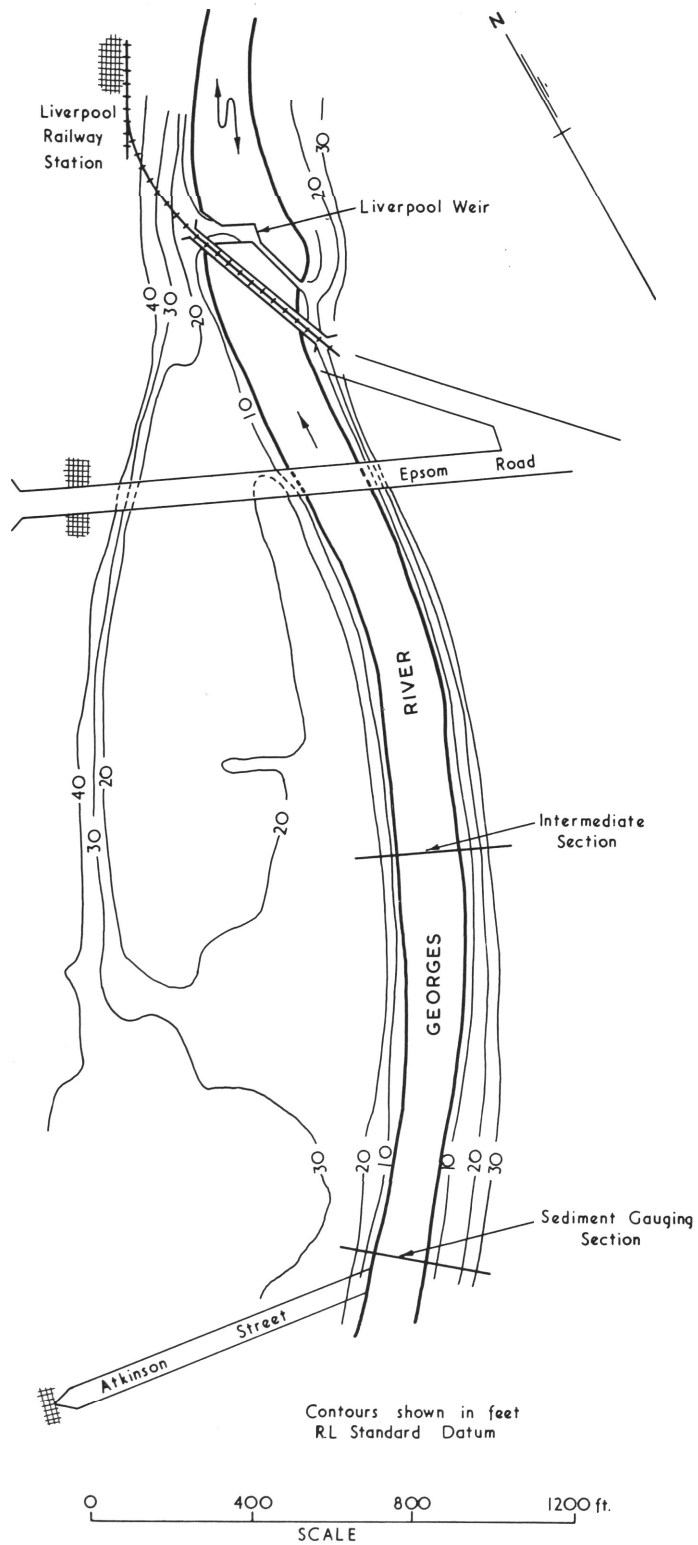 N
Liverpool
Railway
Station
30
20
Liverpool Weir
40
30
20
10
Epsom Road
RIVER
40
20
30
20
Intermediate
Section
GEORGES
30
20
10
10
20
30
Sediment Gauging
Section
Atkinson Street
Contours shown in feet
R.L Standard Datum
0 400 800 1200 ft.
SCALE